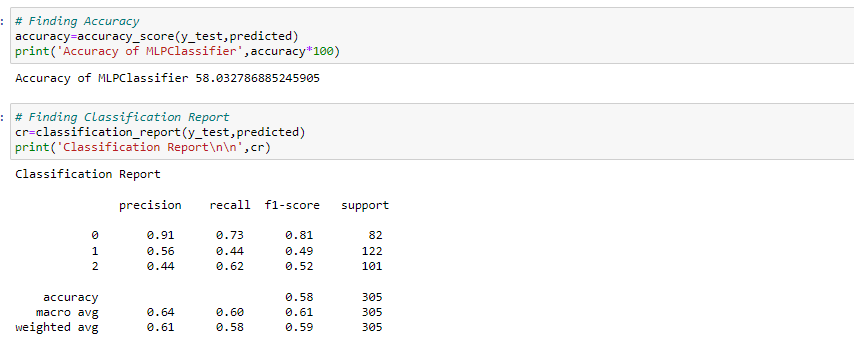 : # Finding Accuracy
accuracy=accuracy_score(y_test,predicted)
print('Accuracy of MLPClassifier',accuracy*100)
Accuracy of MLPClassifier 58.032786885245905
: # Finding Classification Report
cr=classification_report(y_test,predicted)
print('Classification Report\n\n',cr)
Classification Report
precision recall f1-score support
0 0.91 0.73 0.81 82
1 0.56 0.44 0.49 122
2 0.44 0.62 0.52 101
accuracy 0.58 305
macro avg 0.64 0.60 0.61 305
weighted avg 0.61 0.58 0.59 305